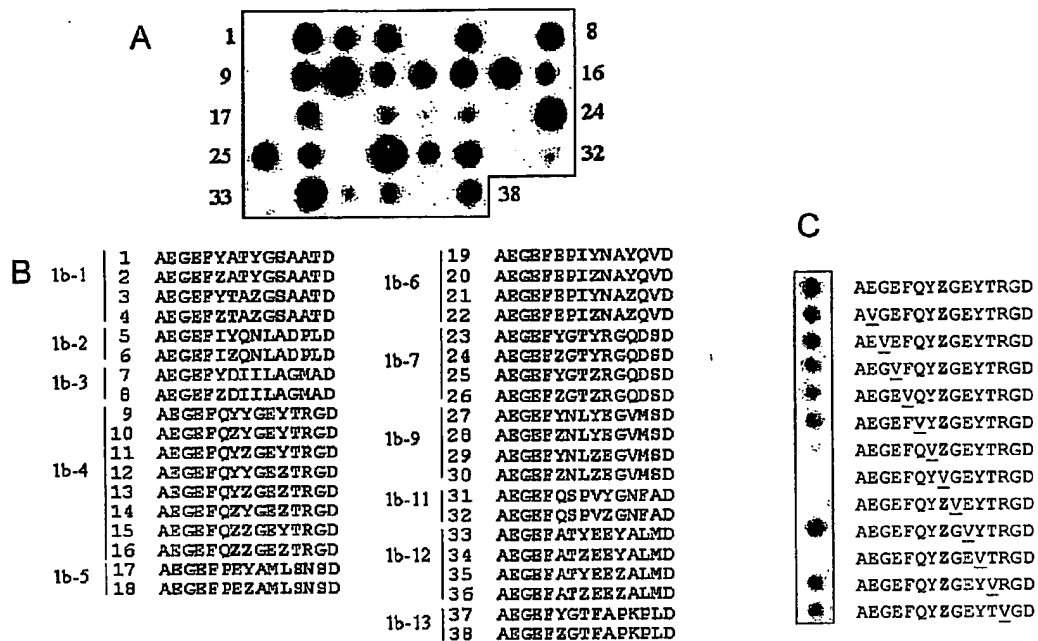 A
1 8
9 16
17 24
25 32
33 38
B
1b-1
1 AEGEFYATYGSAATD
2 AEGEFZATYGSAATD
3 AEGEFYTAZGSAATD
4 AEGEFZTAZGSAATD
1b-2
5 AEGEFIYQNLADPLD
6 AEGEFIZQNLADPLD
1b-3
7 AEGEFYDIILAGMAD
8 AEGEFZDIILAGMAD
1b-4
9 AEGEFQYYGEYTRGD
10 AEGEFQZYGEYTRGD
11 AEGEFQYZGEYTRGD
12 AEGEFQYYGEZTRGD
13 AEGEFQYZGEZTRGD
14 AEGEFQZYGEZTRGD
15 AEGEFQZZGEYTRGD
16 AEGEFQZZGEZTRGD
1b-5
17 AEGEFPEYAMLSNSD
18 AEGEFPEZAMLSNSD
1b-6
19 AEGEFEPIYNAYQVD
20 AEGEFEPIZNAYQVD
21 AEGEFEPIYNAZQVD
22 AEGEFEPIZNAZQVD
1b-7
23 AEGEFYGTYRGQDSD
24 AEGEFZGTYRGQDSD
25 AEGEFYGTZRGQDSD
26 AEGEFZGTZRGQDSD
1b-9
27 AEGEFYNLYEGVMSD
28 AEGEFZNLYEGVMSD
29 AEGEFYNLZEGVMSD
30 AEGEFZNLZEGVMSD
1b-11
31 AEGEFQSPVYGNFAD
32 AEGEFQSPVZGNFAD
1b-12
33 AEGEFATYEEYALMD
34 AEGEFATZEEYALMD
35 AEGEFATYEEZALMD
36 AEGEFATZEEZALMD
1b-13
37 AEGEFYGTFAPKPLD
38 AEGEFZGTFAPKPLD
C
AEGEFQYZGEYTRGD
AVGEFQYZGEYTRGD
AEVEFQYZGEYTRGD
AEGVFQYZGEYTRGD
AEGEVQYZGEYTRGD
AEGEFVYZGEYTRGD
AEGEFQVZGEYTRGD
AEGEFQYVGEYTRGD
AEGEFQYZVEYTRGD
AEGEFQYZGVYTRGD
AEGEFQYZGEVTRGD
AEGEFQYZGEYVRGD
AEGEFQYZGEYTVGD